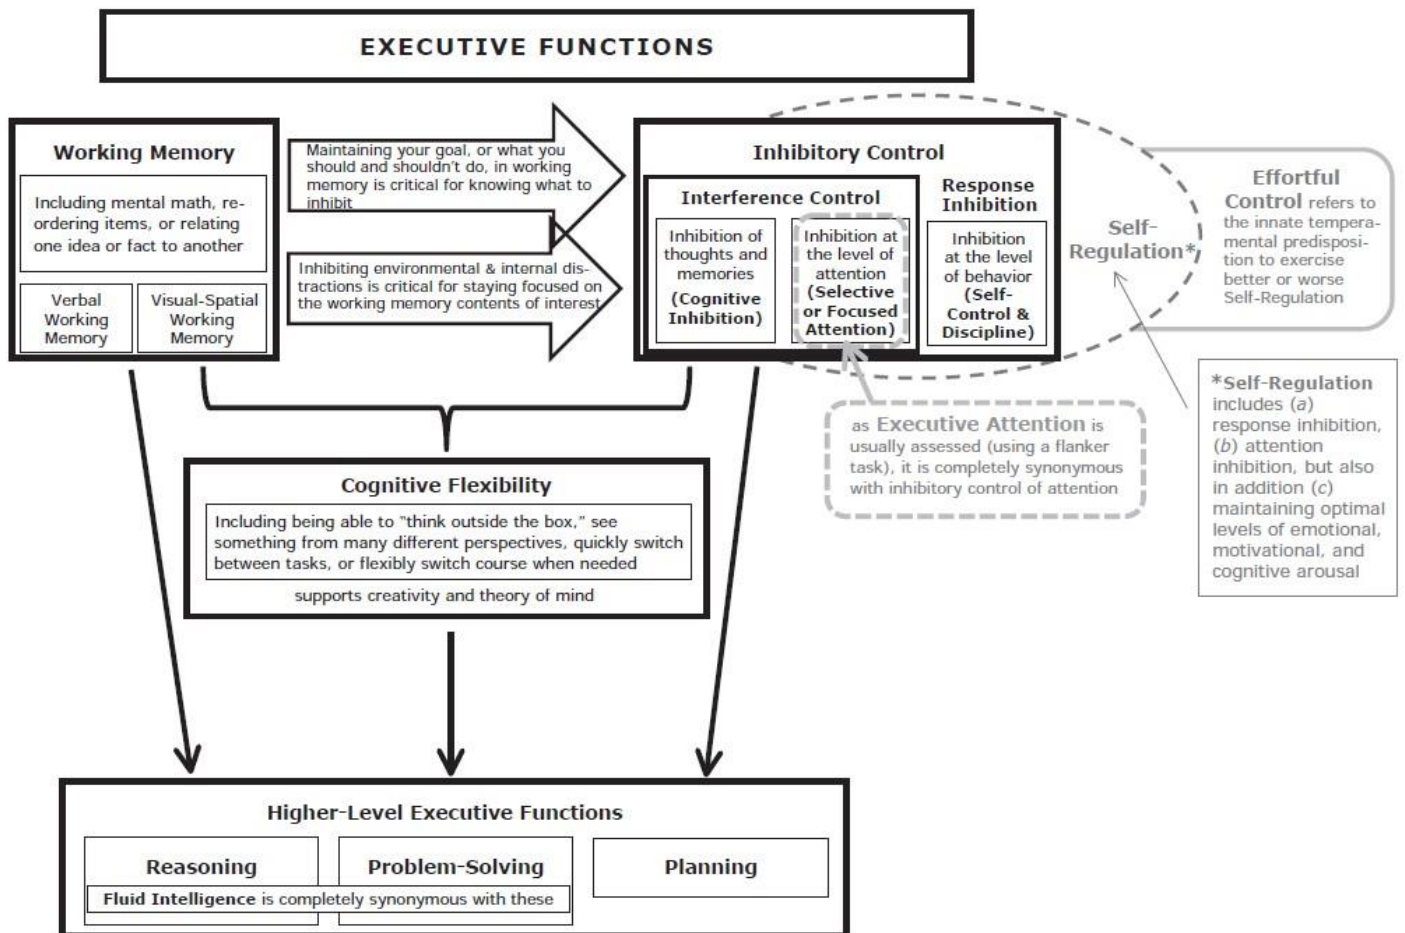 EXECUTIVE FUNCTIONS
Working Memory
Including mental math, re-
ordering items, or relating
one idea or fact to another
Verbal
Working
Memory
Visual-Spatial
Working
Memory
Maintaining your goal, or what you
should and shouldn't do, in working
memory is critical for knowing what to
inhibit
Inhibiting environmental & internal dis-
tractions is critical for staying focused on
the working memory contents of interest
Inhibitory Control
Interference Control
Inhibition of
thoughts and
memories
(Cognitive
Inhibition)
Inhibition at
the level of
attention
(Selective
or Focused
Attention)
Response
Inhibition
Inhibition
at the level
of behavior
(Self-
Control &
Discipline)
Self-
Regulation*
Effortful
Control refers to
the innate tempera-
mental predisposi-
tion to exercise
better or worse
Self-Regulation
as Executive Attention is
usually assessed (using a flanker
task), it is completely synonymous
with inhibitory control of attention
*Self-Regulation
includes (a)
response inhibition,
(b) attention
inhibition, but also
in addition (c)
maintaining optimal
levels of emotional,
motivational, and
cognitive arousal
Cognitive Flexibility
Including being able to "think outside the box," see
something from many different perspectives, quickly switch
between tasks, or flexibly switch course when needed
supports creativity and theory of mind
Higher-Level Executive Functions
Reasoning
Problem-Solving
Planning
Fluid Intelligence is completely synonymous with these